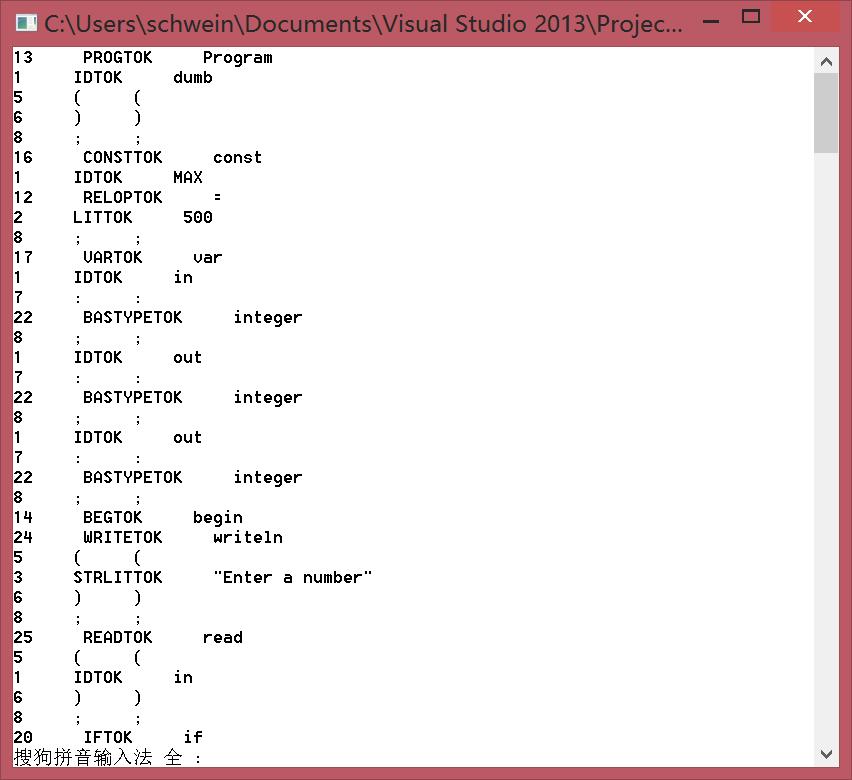 C:\Users\schwein\Documents\Visual Studio 2013\Projec...
13 PROGTOK Program
1 IDTOK dumb
5 ( (
6 ) )
8 ; ;
16 CONSTTOK const
1 IDTOK MAX
12 RELOPTOK =
2 LITTOK 500
8 ; ;
17 VARTOK var
1 IDTOK in
7 : :
22 BASTYPETOK integer
8 ; ;
1 IDTOK out
7 : :
22 BASTYPETOK integer
8 ; ;
1 IDTOK out
7 : :
22 BASTYPETOK integer
8 ; ;
14 BEGTOK begin
24 WRITETOK writeln
5 ( (
3 STRLITTOK "Enter a number"
6 ) )
8 ; ;
25 READTOK read
5 ( (
1 IDTOK in
6 ) )
8 ; ;
20 IFTOK if
搜狗拼音输入法 全 :